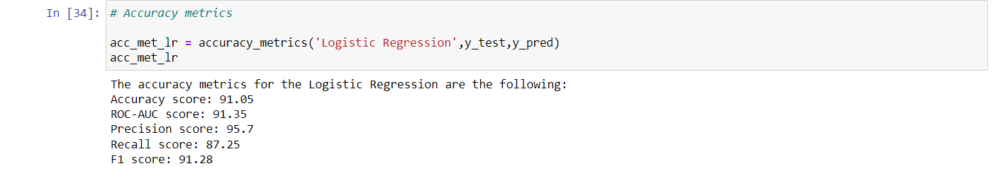 In [34]: # Accuracy metrics
acc_met_lr = accuracy_metrics('Logistic Regression',y_test,y_pred)
acc_met_lr
The accuracy metrics for the Logistic Regression are the following:
Accuracy score: 91.05
ROC-AUC score: 91.35
Precision score: 95.7
Recall score: 87.25
F1 score: 91.28